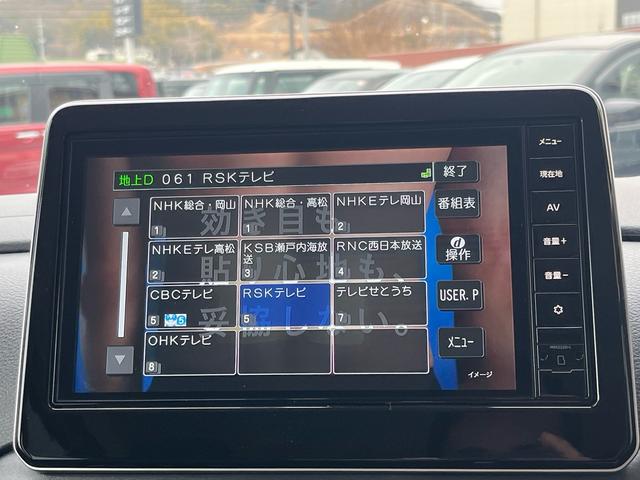 地上D 061 RSKテレビ
終了
NHK総合・岡山
1
NHK総合・高松
1
NHKEテレ岡山
2
番組表
NHKEテレ高松
2
KSB瀬戸内海放送
3
RNC西日本放送
4
d
操作
CBCテレビ
5
RSKテレビ
5
テレビせとうち
7
USER.P
OHKテレビ
8
ﾒﾆｭｰ
効き目も、
貼り心地も、
妥協しない。
イメージ
メニュー
現在地
AV
音量＋
音量－